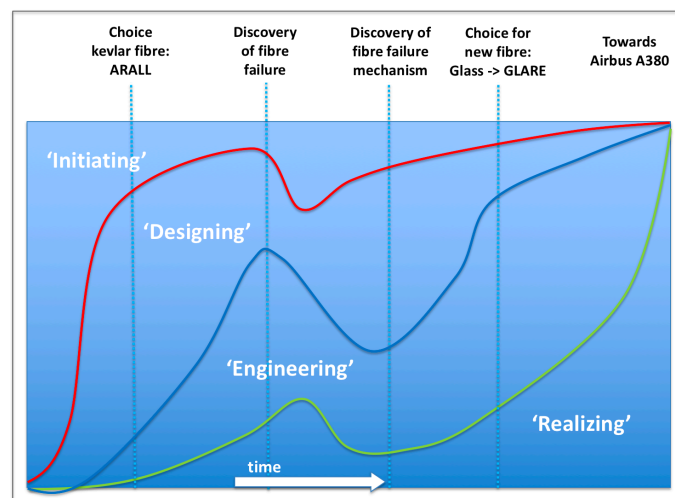 Choice
kevlar fibre:
ARALL
Discovery
of fibre
failure
Discovery of
fibre failure
mechanism
Choice for
new fibre:
Glass -> GLARE
Towards
Airbus A380
‘Initiating’
‘Designing’
‘Engineering’
‘Realizing’
time